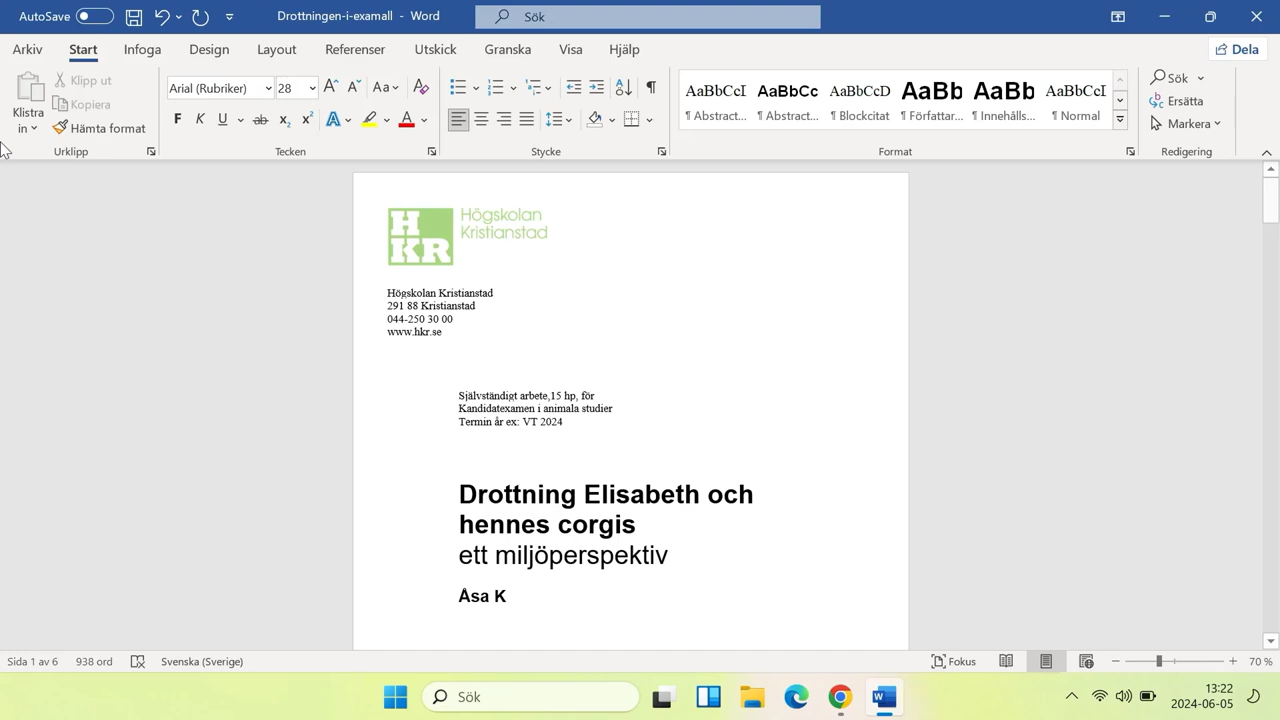 AutoSave
Drottningen-i-examall - Word
Sök
Arkiv Start Infoga Design Layout Referenser Utskick Granska Visa Hjälp Dela
Klistra in
Klipp ut
Kopiera
Hämta format
Urklipp
Arial (Rubriker) 28
Aa
F K U ab x₂ x² A A
Tecken
Stycke
AaBbCcI AaBbCc AaBbCcD AaBb AaBb AaBbCcI
¶ Abstract... ¶ Abstract... ¶ Blockcitat ¶ Författar... ¶ Innehålls... ¶ Normal
Format
Sök
Ersätta
Markera
Redigering
HKR
Högskolan
Kristianstad
Högskolan Kristianstad
291 88 Kristianstad
044-250 30 00
www.hkr.se
Självständigt arbete,15 hp, för
Kandidatexamen i animala studier
Termin år ex: VT 2024
Drottning Elisabeth och
hennes corgis
ett miljöperspektiv
Åsa K
Sida 1 av 6 938 ord Svenska (Sverige) Fokus 70 %
Sök
13:22
2024-06-05